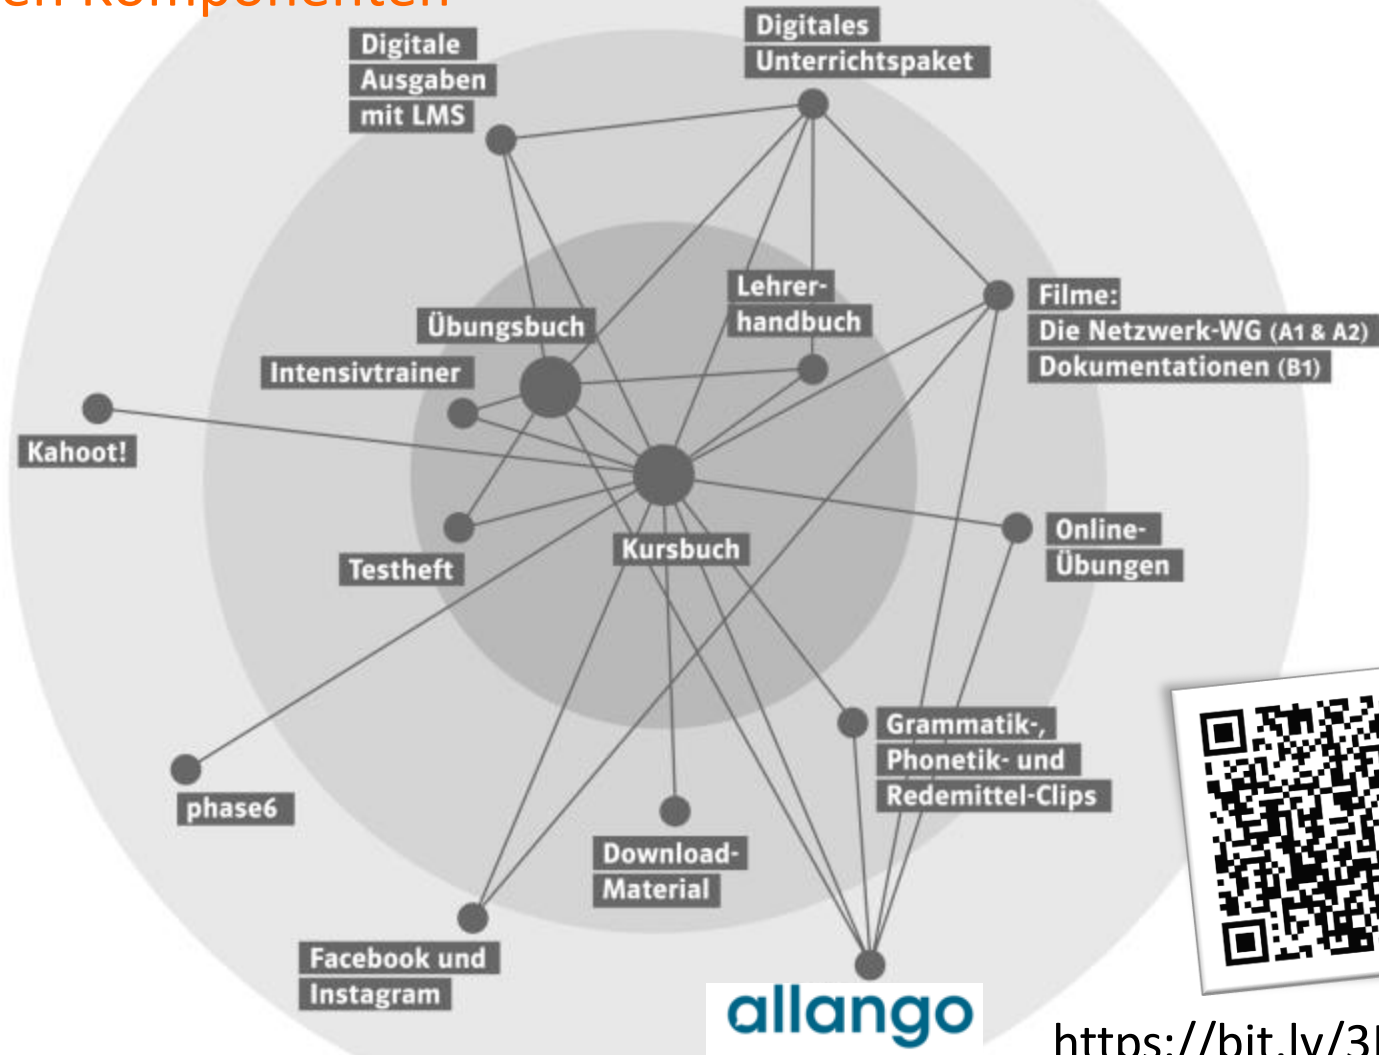 Komponenten
Digitale
Ausgaben
mit LMS
Digitales
Unterrichtspaket
Lehrer-
handbuch
Übungsbuch
Intensivtrainer
Filme:
Die Netzwerk-WG (A1 & A2)
Dokumentationen (B1)
Kahoot!
Testheft
Kursbuch
Online-
Übungen
Grammatik-,
Phonetik- und
Redemittel-Clips
phase6
Download-
Material
Facebook und
Instagram
allango